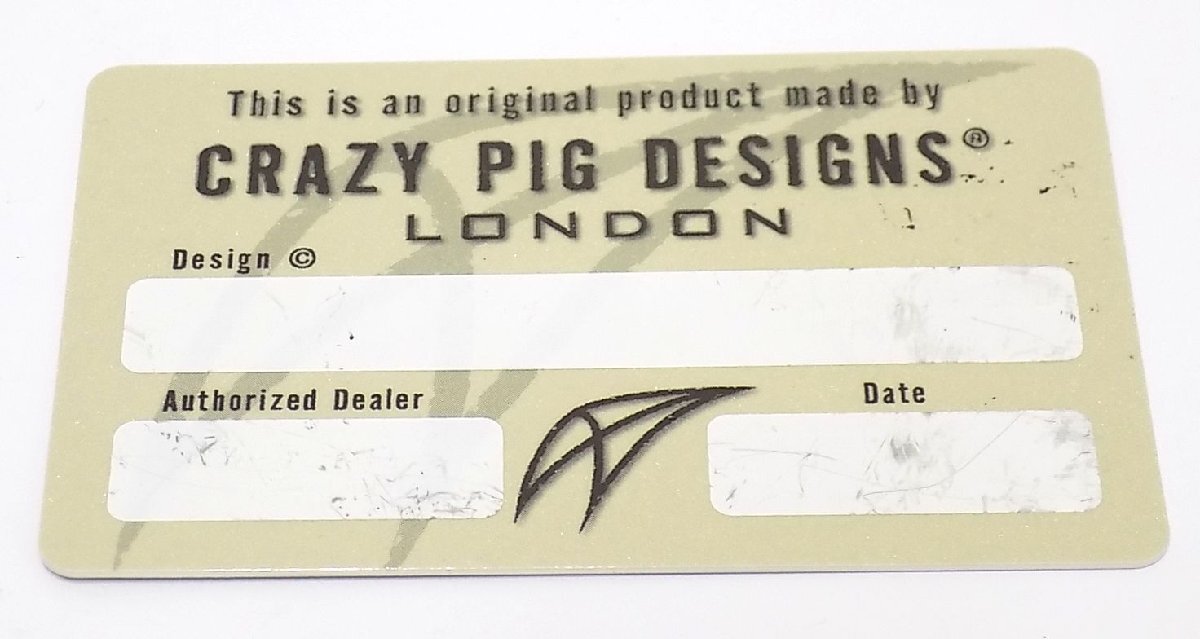 This is an original product made by
CRAZY PIG DESIGNS®
LONDON
Design ©
Authorized Dealer
Date